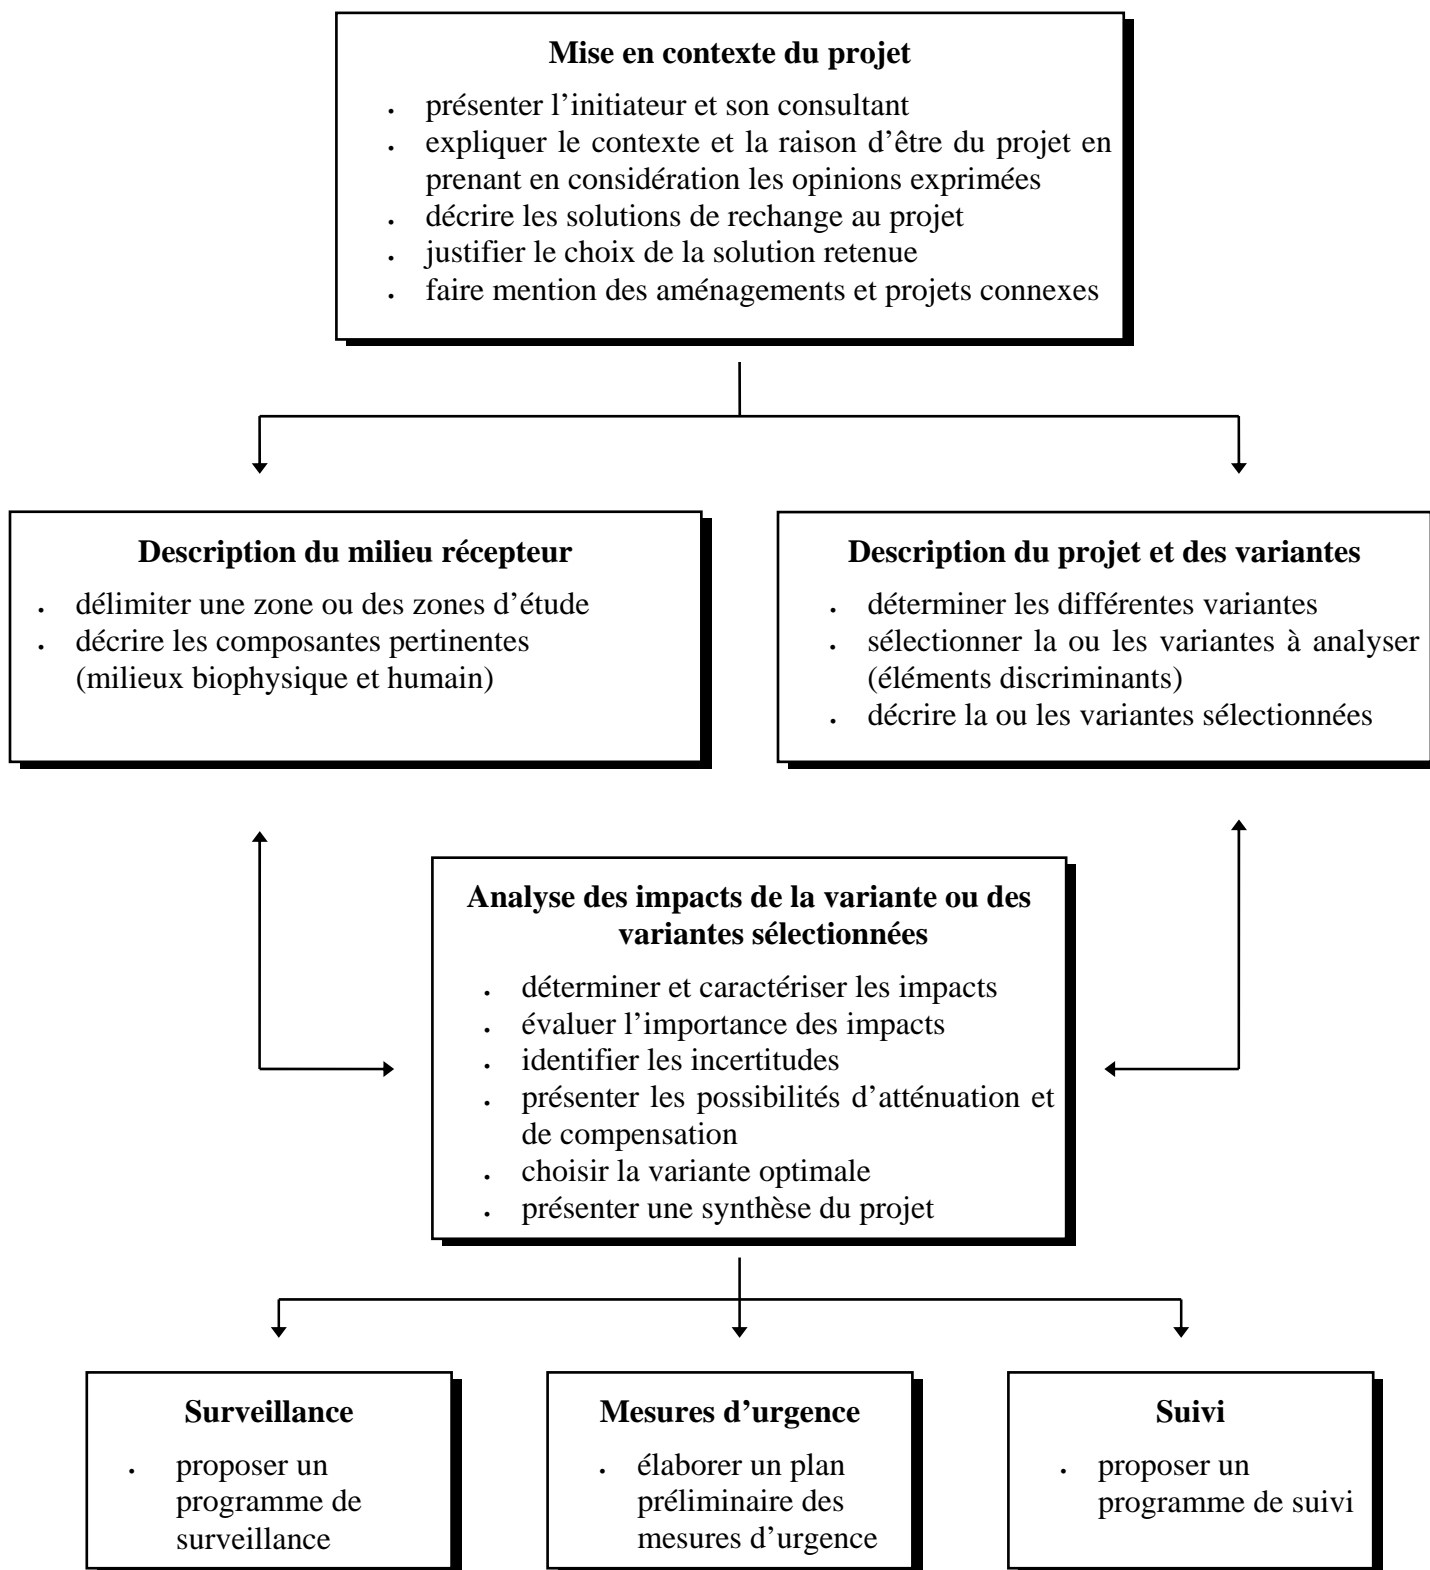 Mise en contexte du projet
. présenter l’initiateur et son consultant
. expliquer le contexte et la raison d’être du projet en
prenant en considération les opinions exprimées
. décrire les solutions de rechange au projet
. justifier le choix de la solution retenue
. faire mention des aménagements et projets connexes
Description du milieu récepteur
. délimiter une zone ou des zones d’étude
. décrire les composantes pertinentes
(milieux biophysique et humain)
Description du projet et des variantes
. déterminer les différentes variantes
. sélectionner la ou les variantes à analyser
(éléments discriminants)
. décrire la ou les variantes sélectionnées
Analyse des impacts de la variante ou des
variantes sélectionnées
. déterminer et caractériser les impacts
. évaluer l’importance des impacts
. identifier les incertitudes
. présenter les possibilités d’atténuation et
de compensation
. choisir la variante optimale
. présenter une synthèse du projet
Surveillance
. proposer un
programme de
surveillance
Mesures d’urgence
. élaborer un plan
préliminaire des
mesures d’urgence
Suivi
. proposer un
programme de suivi